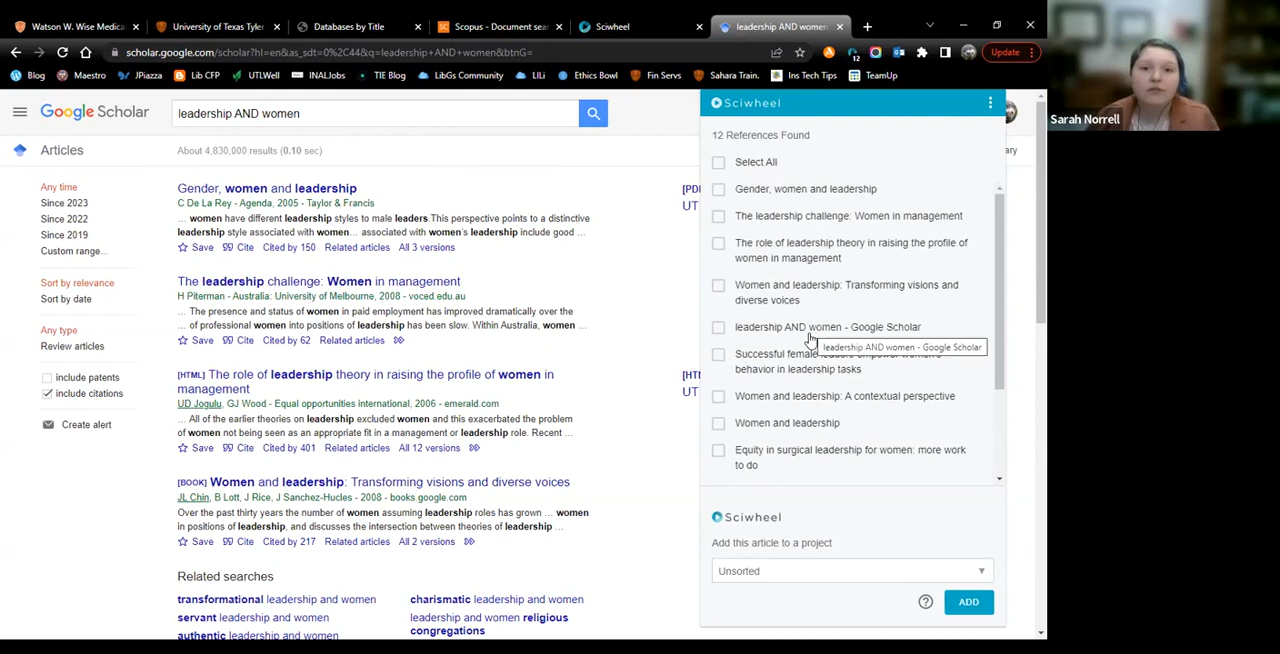 Watson W. Wise Medica
University of Texas Tyler
Databases by Title
Scopus - Document sea
Sciwheel
leadership AND women
scholar.google.com/scholar?hl=en&as_sdt=0%2C44&q=leadership+AND+women&btnG=
12
Update
Blog
Maestro
JPiazza
Lib CFP
UTLWell
INALJobs
TIE Blog
LibGs Community
LILi
Ethics Bowl
Fin Servs
Sahara Train.
Ins Tech Tips
TeamUp
Sarah Norrell
Google Scholar
leadership AND women
Articles
About 4,830,000 results (0.10 sec)
ary
Any time
Since 2023
Since 2022
Since 2019
Custom range...
Sort by relevance
Sort by date
Any type
Review articles
include patents
include citations
Create alert
Gender, women and leadership
C De La Rey - Agenda, 2005 - Taylor & Francis
... women have different leadership styles to male leaders.This perspective points to a distinctive
leadership style associated with women... associated with women's leadership include good ...
Save Cite Cited by 150 Related articles All 3 versions
[PD
UT
The leadership challenge: Women in management
H Piterman - Australia: University of Melbourne, 2008 - voced.edu.au
... The presence and status of women in paid employment has improved dramatically over the
... of professional women into positions of leadership has been slow. Within Australia, women ...
Save Cite Cited by 62 Related articles
[HTML] The role of leadership theory in raising the profile of women in
management
UD Jogulu, GJ Wood - Equal opportunities international, 2006 - emerald.com
... All of the earlier theories on leadership excluded women and this exacerbated the problem
of women not being seen as an appropriate fit in a management or leadership role. Recent ...
Save Cite Cited by 401 Related articles All 12 versions
[HT
UT
[BOOK] Women and leadership: Transforming visions and diverse voices
JL Chin, B Lott, J Rice, J Sanchez-Hucles - 2008 - books.google.com
Over the past thirty years the number of women assuming leadership roles has grown ... women
in positions of leadership, and discusses the intersection between theories of leadership ...
Save Cite Cited by 217 Related articles All 2 versions
Related searches
transformational leadership and women
servant leadership and women
authentic leadership and women
charismatic leadership and women
leadership and women religious
congregations
Sciwheel
12 References Found
Select All
Gender, women and leadership
The leadership challenge: Women in management
The role of leadership theory in raising the profile of
women in management
Women and leadership: Transforming visions and
diverse voices
leadership AND women - Google Scholar
leadership AND women - Google Scholar
Successful female
behavior in leadership tasks
Women and leadership: A contextual perspective
Women and leadership
Equity in surgical leadership for women: more work
to do
Sciwheel
Add this article to a project
Unsorted
ADD